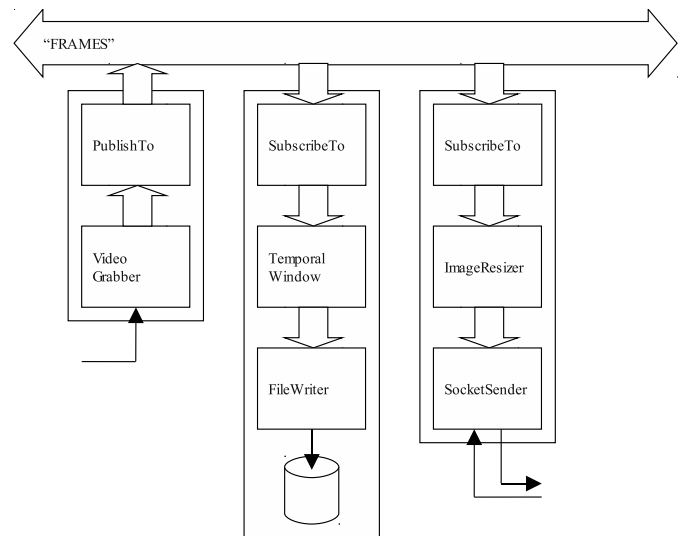 “FRAMES”
PublishTo
SubscribeTo
SubscribeTo
Video
Grabber
Temporal
Window
ImageResizer
FileWriter
SocketSender